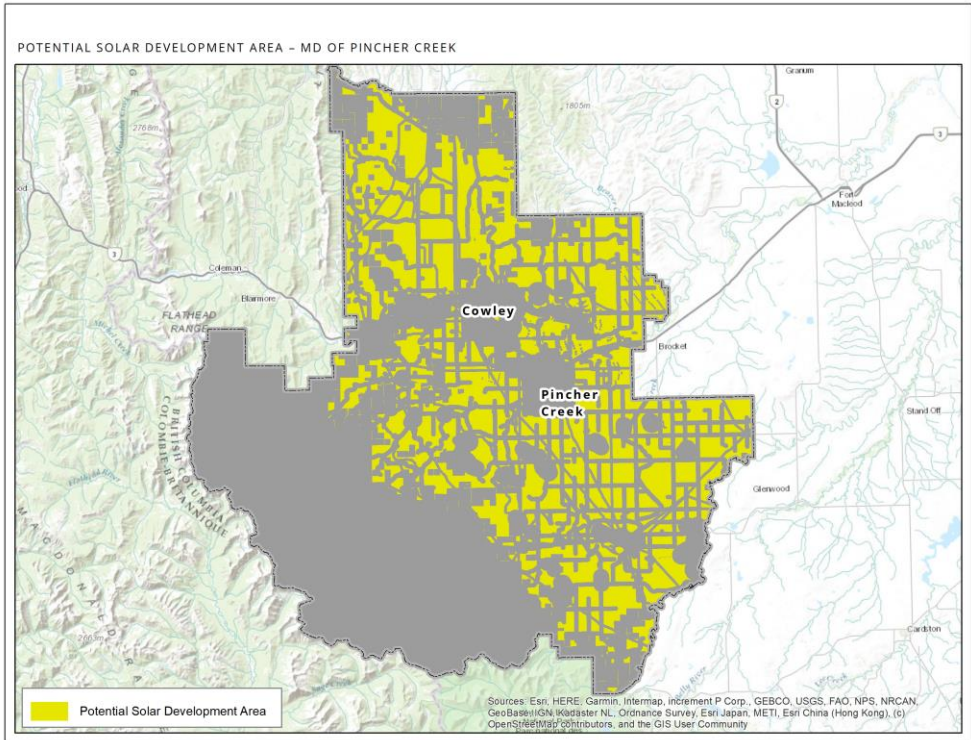 POTENTIAL SOLAR DEVELOPMENT AREA – MD OF PINCHER CREEK
Granum
2
3
1803m
2768m
Fort
Macleod
3
Coleman
Blairmore
FLATHEAD
RANGE
Cowley
Brocket
Pincher
Creek
Stand Off
BRITISH COLUMBIA
COLOMBIE-BRITANNIQUE
Glenwood
Cardston
Potential Solar Development Area
Sources: Esri, HERE, Garmin, Intermap, increment P Corp., GEBCO, USGS, FAO, NPS, NRCAN,
GeoBase, IGN, Kadaster NL, Ordnance Survey, Esri Japan, METI, Esri China (Hong Kong), (c)
OpenStreetMap contributors, and the GIS User Community